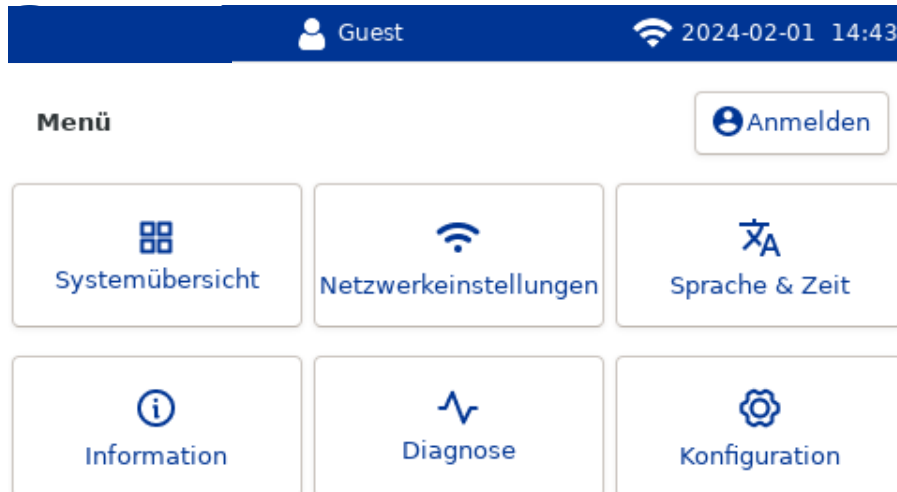 Guest 2024-02-01 14:43
Menü Anmelden
Systemübersicht Netzwerkeinstellungen Sprache & Zeit
Information Diagnose Konfiguration